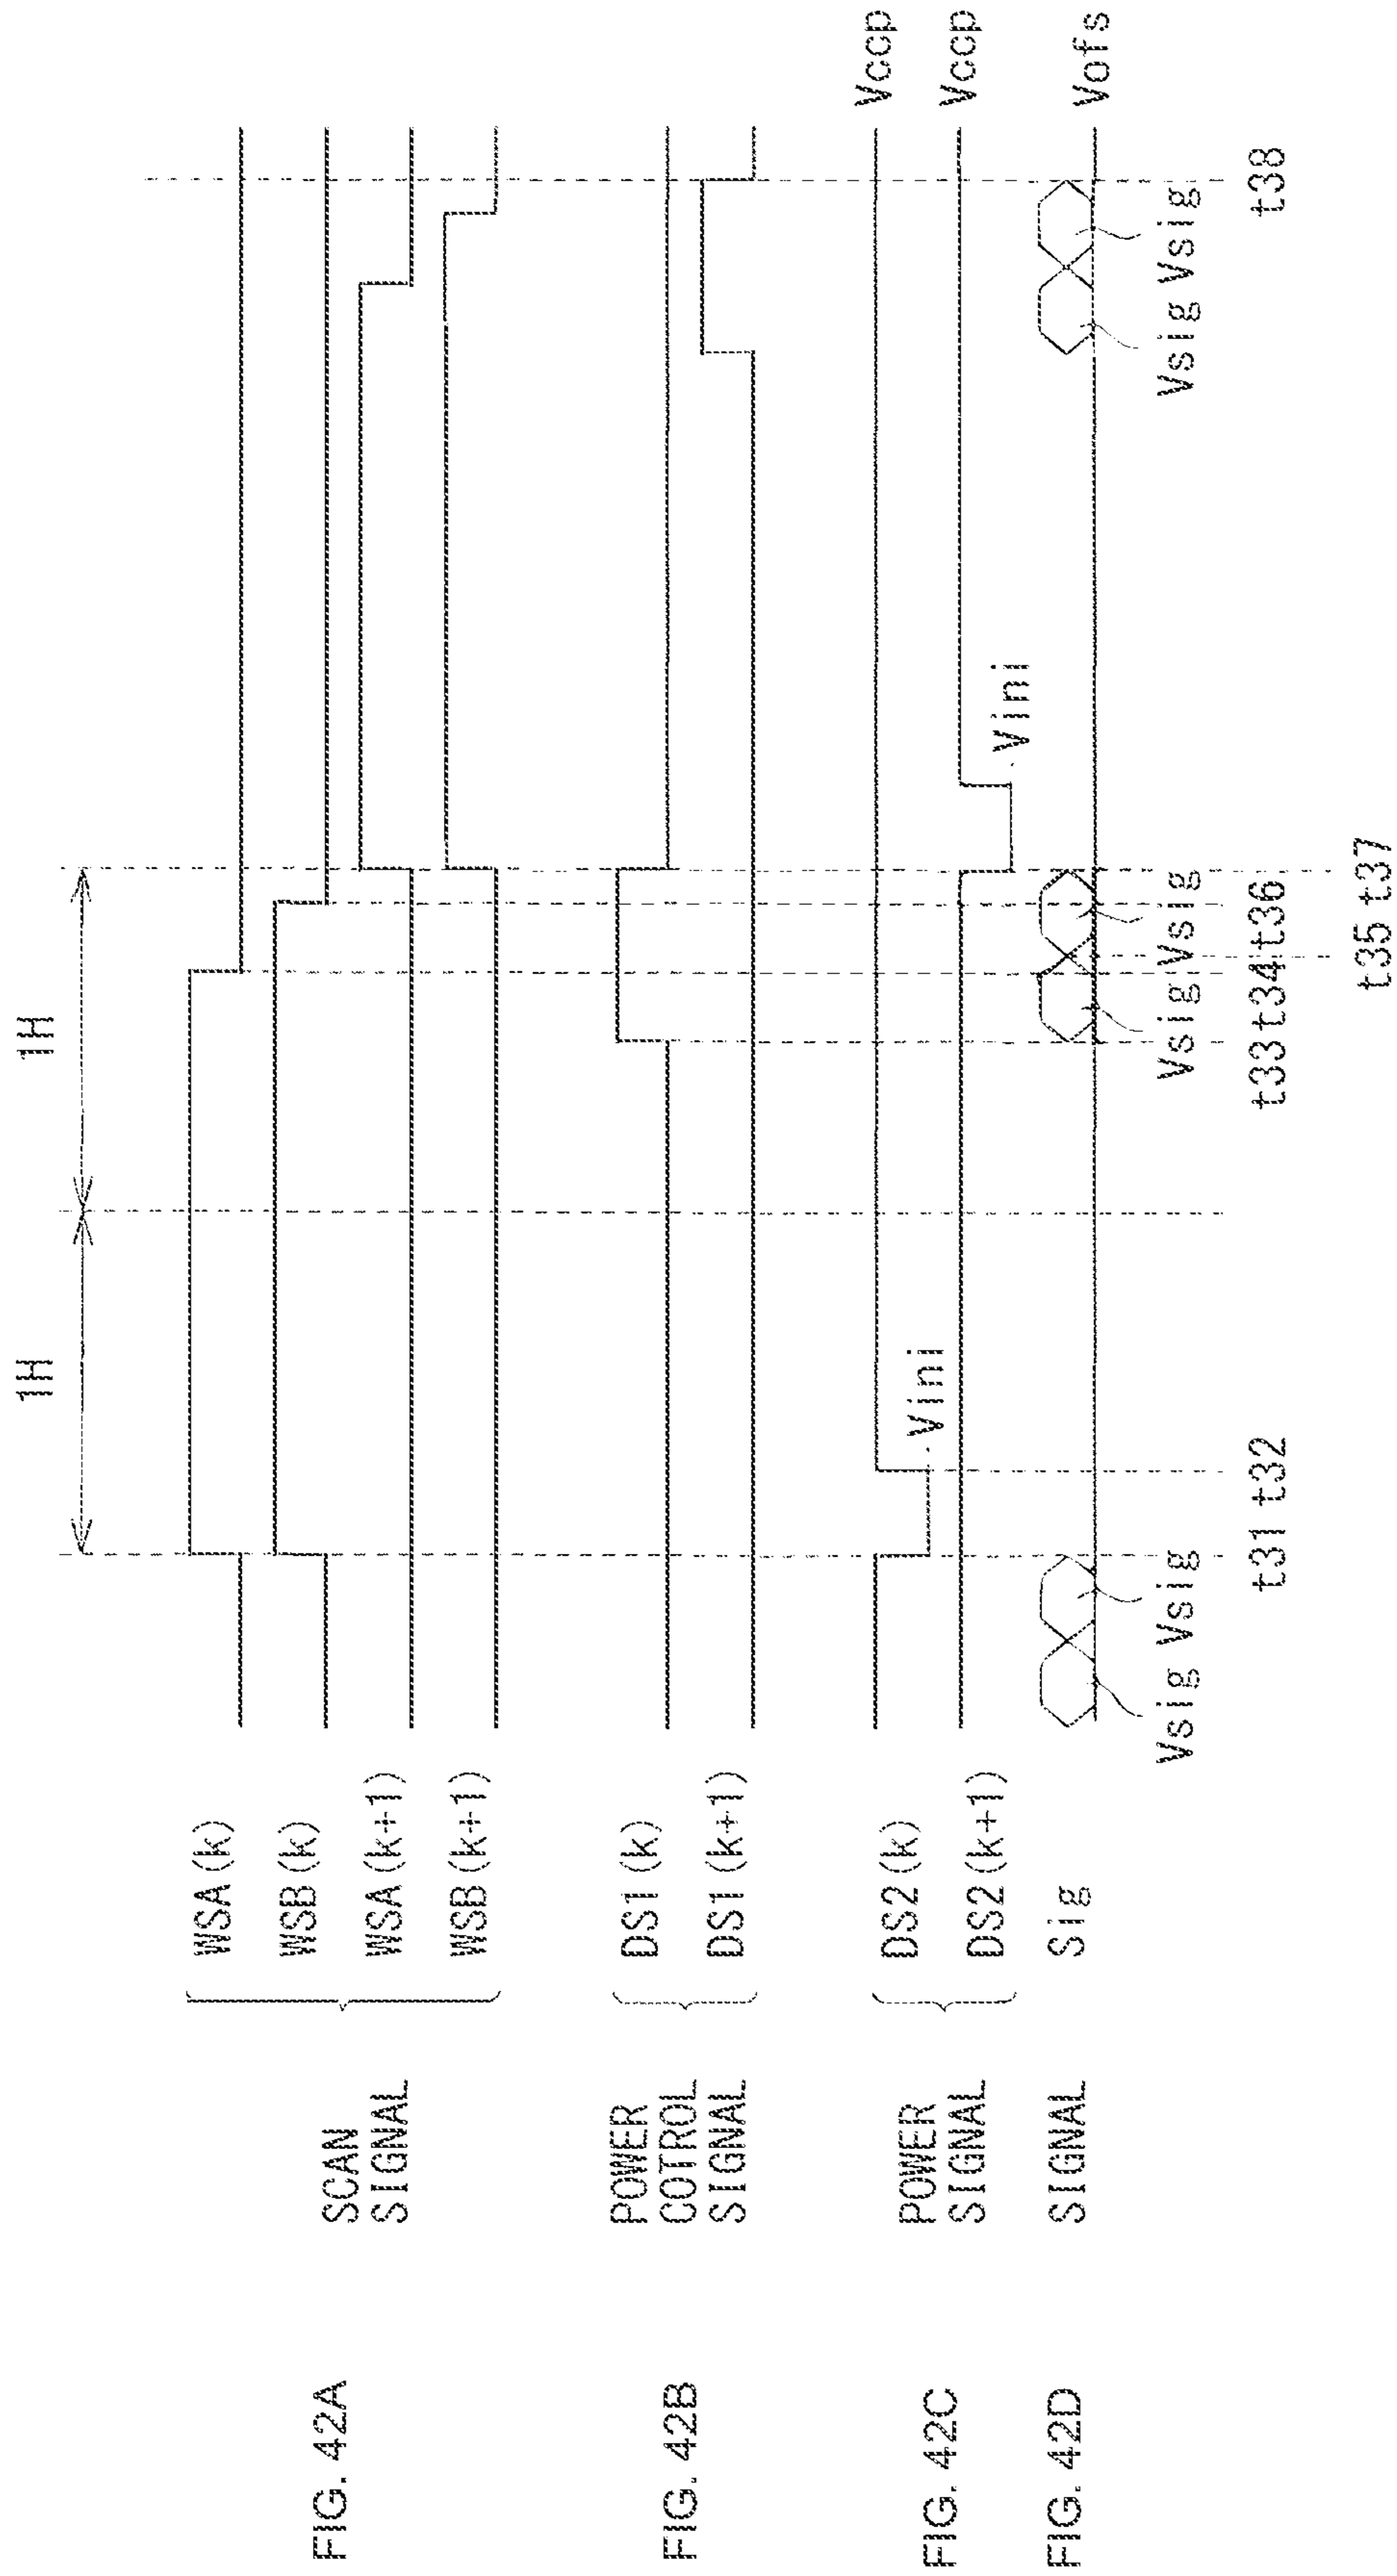 1H
1H
FIG. 42A
SCAN
SIGNAL
WSA(k)
WSB(k)
WSA(k+1)
WSB(k+1)
FIG. 42B
POWER
COTROL
SIGNAL
DS1(k)
DS1(k+1)
FIG. 42C
POWER
SIGNAL
DS2(k)
Vini
Vccp
DS2(k+1)
Vini
Vccp
FIG. 42D
SIGNAL
Sig
Vofs
Vsig Vsig
Vsig Vsig
Vsig Vsig
t31 t32
t33 t34 t36
t38
t35 t37